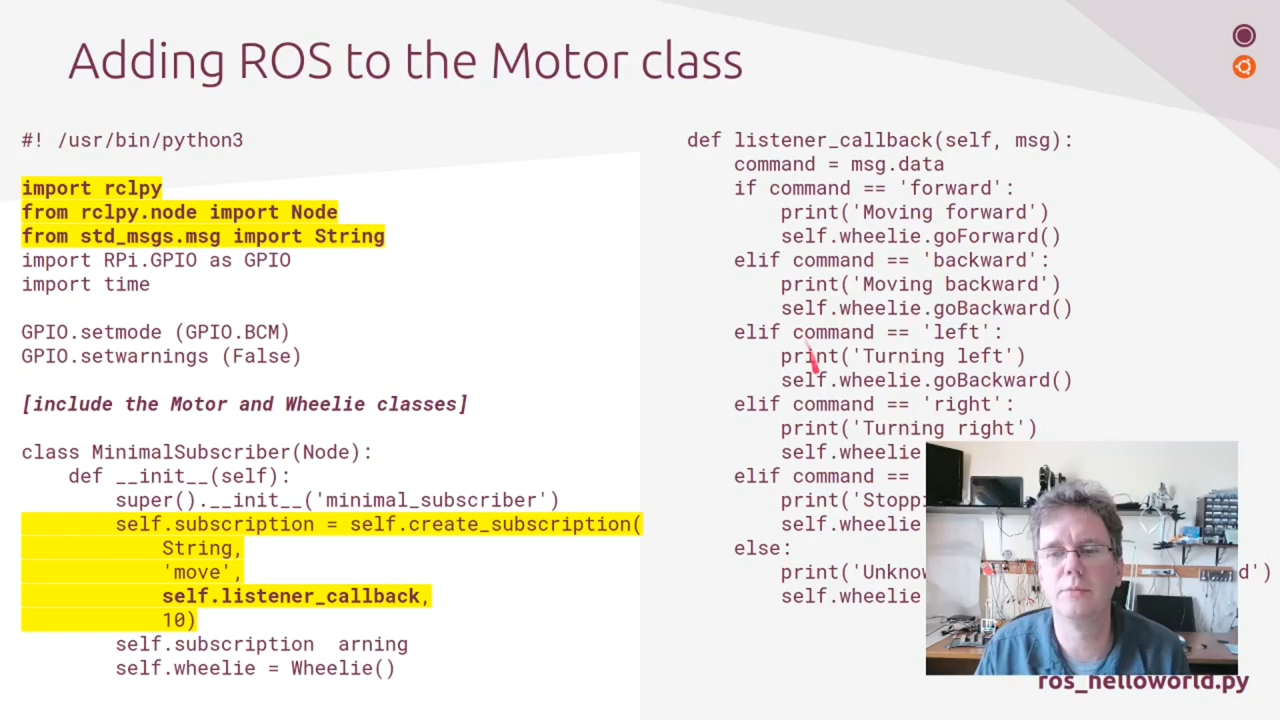 Adding ROS to the Motor class
#! /usr/bin/python3
import rclpy
from rclpy.node import Node
from std_msgs.msg import String
import RPi.GPIO as GPIO
import time
GPIO.setmode (GPIO.BCM)
GPIO.setwarnings (False)
[include the Motor and Wheelie classes]
class MinimalSubscriber(Node):
def __init__(self):
super().__init__('minimal_subscriber')
self.subscription = self.create_subscription(
String,
'move',
self.listener_callback,
10)
self.subscription arning
self.wheelie = Wheelie()
def listener_callback(self, msg):
command = msg.data
if command == 'forward':
print('Moving forward')
self.wheelie.goForward()
elif command == 'backward':
print('Moving backward')
self.wheelie.goBackward()
elif command == 'left':
print('Turning left')
self.wheelie.goBackward()
elif command == 'right':
print('Turning right')
self.wheelie
elif command ==
print('Stoppi
self.wheelie
else:
print('Unknow d')
self.wheelie
ros_helloworld.py